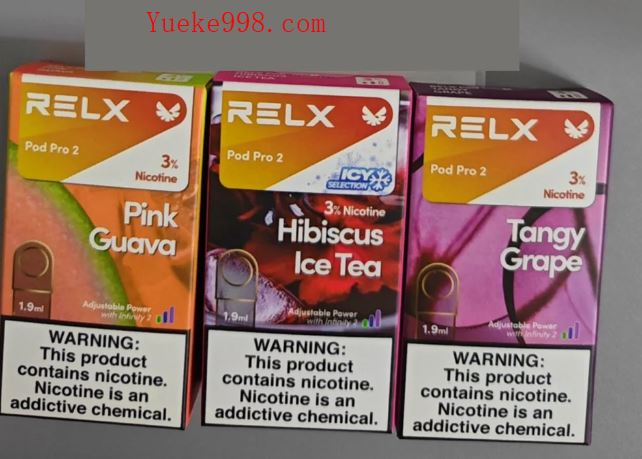 Yueke998.com
RELX
Pod Pro 2
3%
Nicotine
Pink
Guava
1.9ml
Adjustable Power
with Infinity 2
WARNING:
This product
contains nicotine.
Nicotine is an
addictive chemical.
ICE TEA
RELX
Pod Pro 2
ICY
SELECTION
3% Nicotine
Hibiscus
Ice Tea
1.9ml
Adjustable Power
with Infinity 2
WARNING:
This product
contains nicotine.
Nicotine is an
addictive chemical.
GRAPE
RELX
Pod Pro 2
3%
Nicotine
Tangy
Grape
1.9ml
Adjustable Power
with Infinity 2
WARNING:
This product
contains nicotine.
Nicotine is an
addictive chemical.